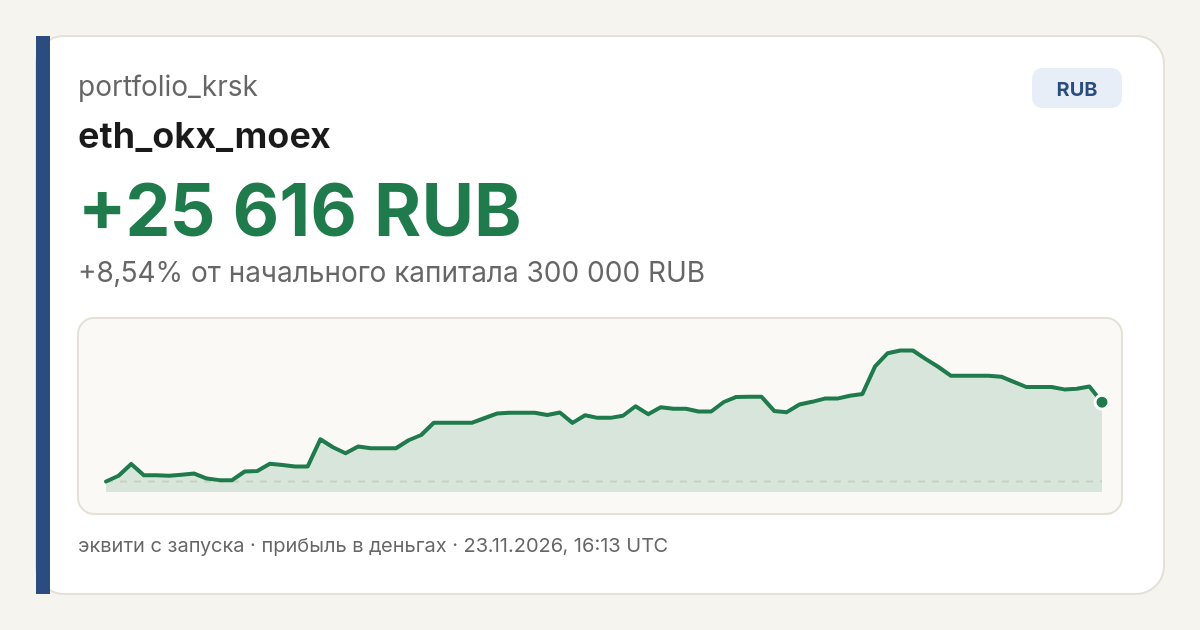 portfolio_krsk
RUB
eth_okx_moex
+25 616 RUB
+8,54% от начального капитала 300 000 RUB
эквити с запуска · прибыль в деньгах · 23.11.2026, 16:13 UTC